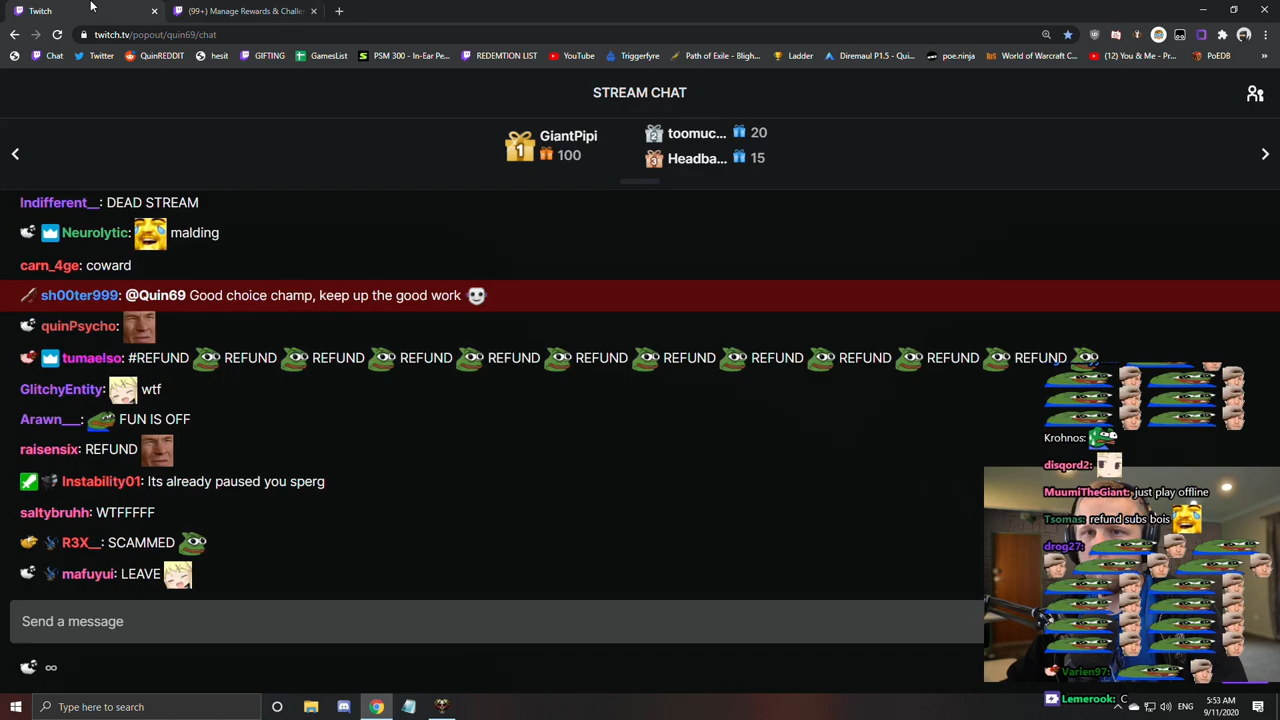 Twitch
(99+) Manage Rewards & Challe
twitch.tv/popout/quin69/chat
Chat
Twitter
QuinREDDIT
hesit
GIFTING
GamesList
PSM 300 - In-Ear Pe...
REDEMTION LIST
YouTube
Triggerfyre
Path of Exile - Bligh...
Ladder
Diremaul P1.5 - Qui...
poe.ninja
World of Warcraft C...
(12) You & Me - Pr...
PoEDB
»
STREAM CHAT
GiantPipi
100
toomuc... 20
Headba... 15
Indifferent__: DEAD STREAM
Neurolytic: malding
carn_4ge: coward
sh00ter999: @Quin69 Good choice champ, keep up the good work
quinPsycho:
tumaelso: #REFUND REFUND REFUND REFUND REFUND REFUND REFUND REFUND REFUND REFUND REFUND
GlitchyEntity: wtf
Arawn___: FUN IS OFF
raisensix: REFUND
Instability01: Its already paused you sperg
saltybruhh: WTFFFFF
R3X__: SCAMMED
mafuyui: LEAVE
Krohnos:
disqord2:
MuumiTheGiant: just play offline
Tsomas: refund subs bois
drog27:
Varien97:
Lemerook: C
Send a message
∞
Type here to search
ENG
5:53 AM
9/11/2020